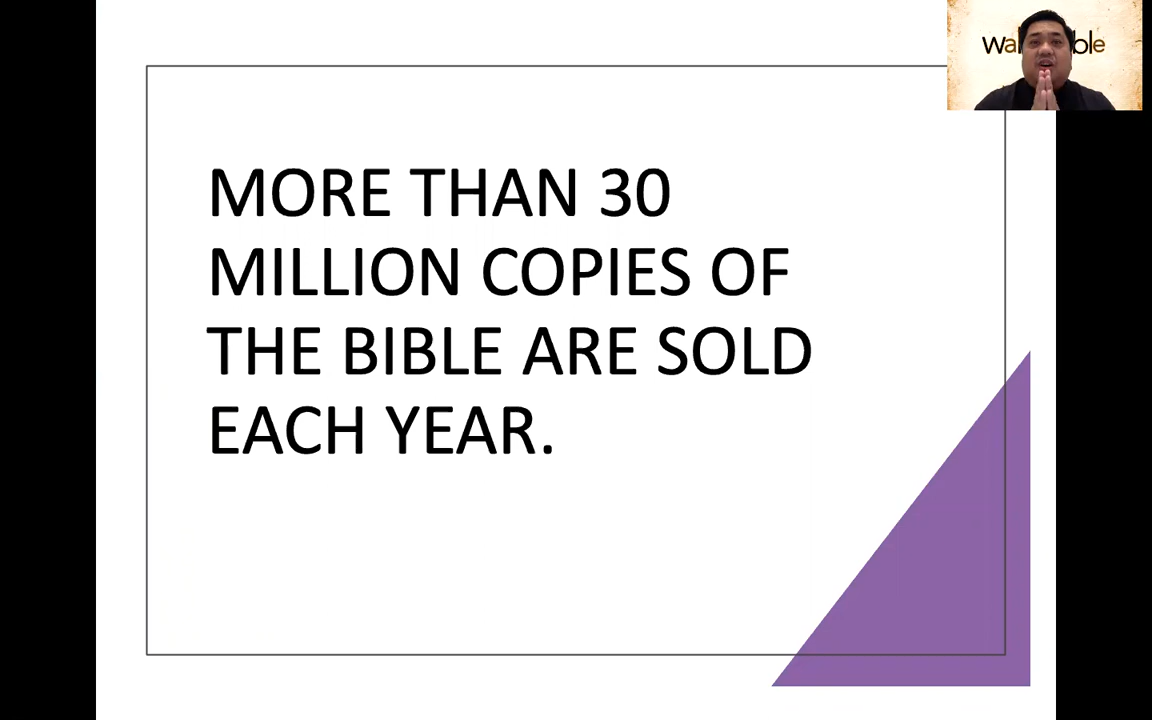 MORE THAN 30
MILLION COPIES OF
THE BIBLE ARE SOLD
EACH YEAR.